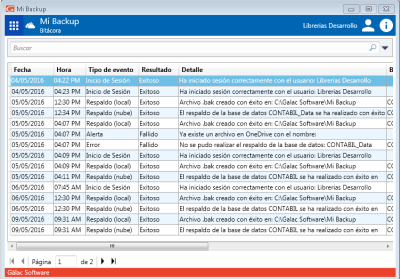 Mi Backup
Mi Backup
Bitácora
Librerias Desarrollo
Buscar
Fecha Hora Tipo de evento Resultado Detalle
04/05/2016 04:22 PM Inicio de Sesión Exitoso Ha iniciado sesión correctamente con el usuario: Librerias Desarrollo
04/05/2016 04:23 PM Inicio de Sesión Exitoso Ha iniciado sesión correctamente con el usuario: Librerias Desarrollo
05/05/2016 12:30 PM Respaldo (local) Exitoso Archivo .bak creado con éxito en: C:\Galac Software\Mi Backup
05/05/2016 12:34 PM Respaldo (nube) Exitoso El respaldo de la base de datos CONTABIL_Data se ha realizado con éxito
05/05/2016 04:07 PM Respaldo (local) Exitoso Archivo .bak creado con éxito en: C:\Galac Software\Mi Backup
05/05/2016 04:07 PM Alerta Fallido Ya existe un archivo en OneDrive con el nombre:
05/05/2016 04:07 PM Error Fallido No se pudo realizar el respaldo de la base de datos: CONTABIL_Data
05/05/2016 04:09 PM Inicio de Sesión Exitoso Ha iniciado sesión correctamente con el usuario: Librerias Desarrollo
05/05/2016 04:09 PM Respaldo (local) Exitoso Archivo .bak creado con éxito en: C:\Galac Software\Mi Backup
05/05/2016 04:11 PM Respaldo (nube) Exitoso El respaldo de la base de datos CONTABIL se ha realizado con éxito en
06/05/2016 07:45 AM Inicio de Sesión Exitoso Ha iniciado sesión correctamente con el usuario: Librerias Desarrollo
06/05/2016 12:30 PM Respaldo (local) Exitoso Archivo .bak creado con éxito en: C:\Galac Software\Mi Backup
06/05/2016 12:43 PM Respaldo (nube) Exitoso El respaldo de la base de datos CONTABIL se ha realizado con éxito en
09/05/2016 09:31 AM Respaldo (local) Exitoso Archivo .bak creado con éxito en: C:\Galac Software\Mi Backup
09/05/2016 09:31 AM Respaldo (nube) Exitoso El respaldo de la base de datos CONTABIL se ha realizado con éxito en
Página 1 de 2
Gálac Software